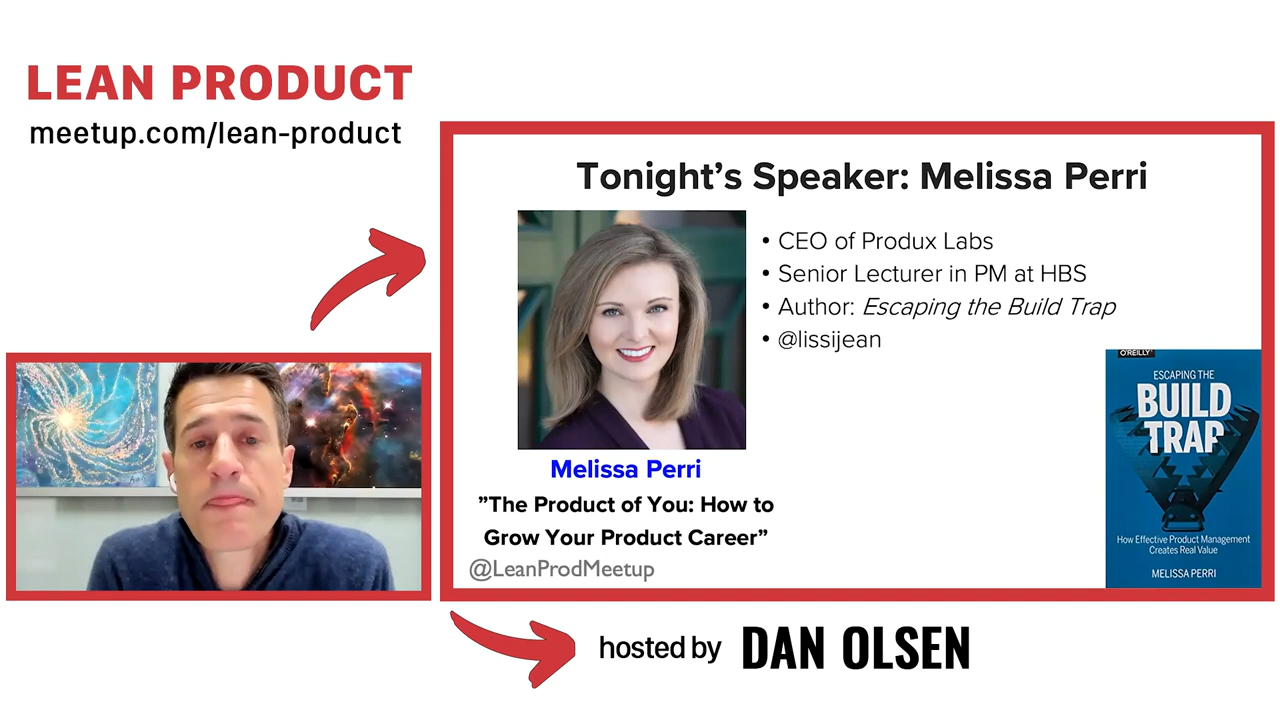 LEAN PRODUCT
meetup.com/lean-product
Tonight’s Speaker: Melissa Perri
• CEO of Produx Labs
• Senior Lecturer in PM at HBS
• Author: Escaping the Build Trap
• @lissijean
Melissa Perri
”The Product of You: How to
Grow Your Product Career”
@LeanProdMeetup
O'REILLY
ESCAPING THE
BUILD
TRAP
How Effective Product Management
Creates Real Value
MELISSA PERRI
hosted by DAN OLSEN